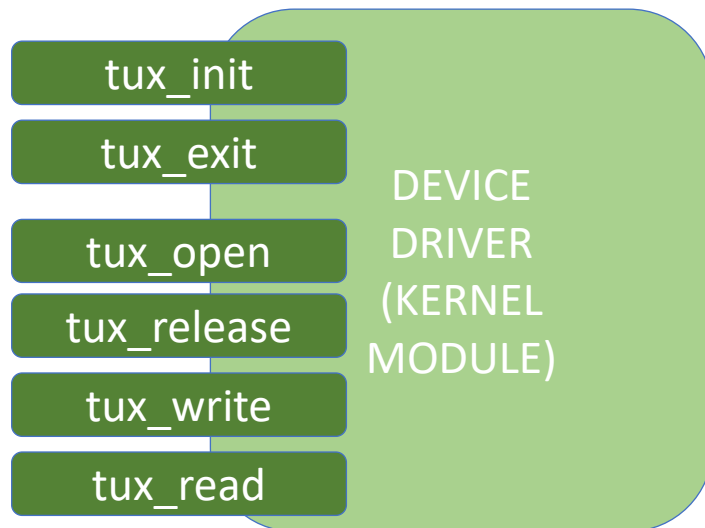 tux_init
tux_exit
tux_open
tux_release
tux_write
tux_read
DEVICE
DRIVER
(KERNEL
MODULE)